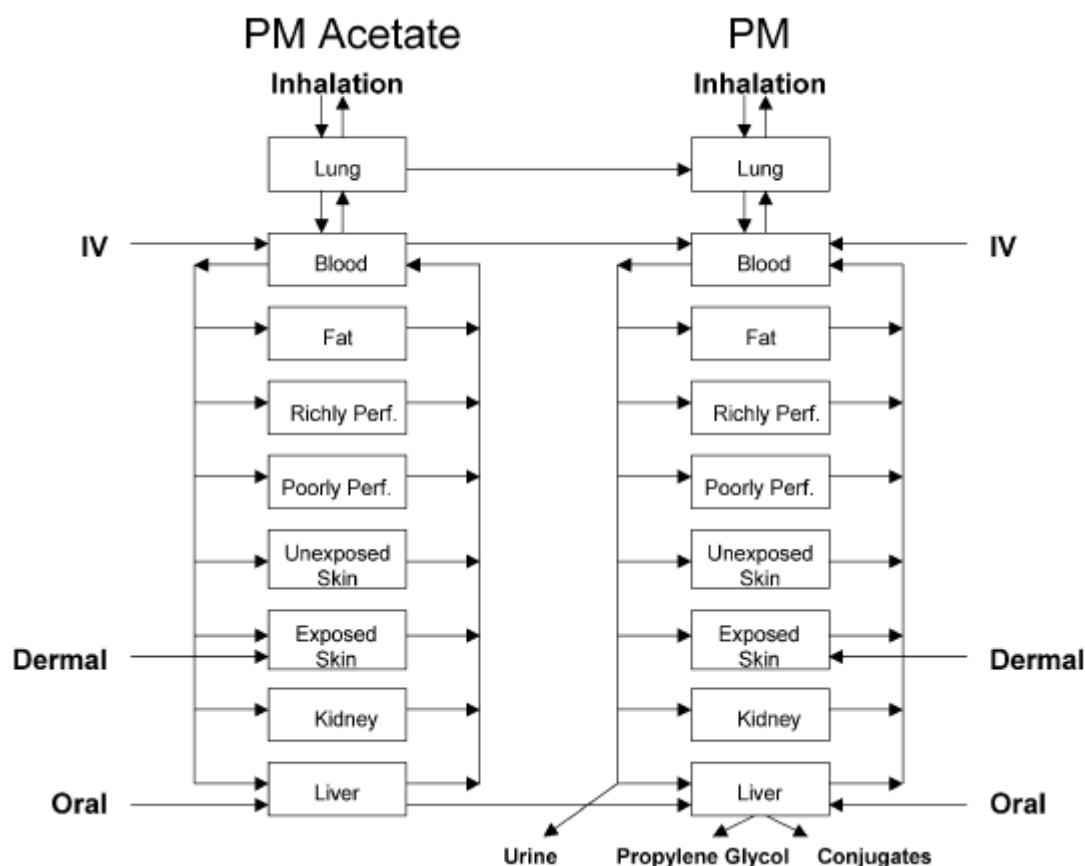 PM Acetate PM
Inhalation Inhalation
Lung Lung
IV IV
Blood Blood
Fat Fat
Richly Perf. Richly Perf.
Poorly Perf. Poorly Perf.
Unexposed Unexposed
Skin Skin
Exposed Exposed
Skin Skin
Dermal Dermal
Kidney Kidney
Liver Liver
Oral Oral
Urine Propylene Glycol Conjugates